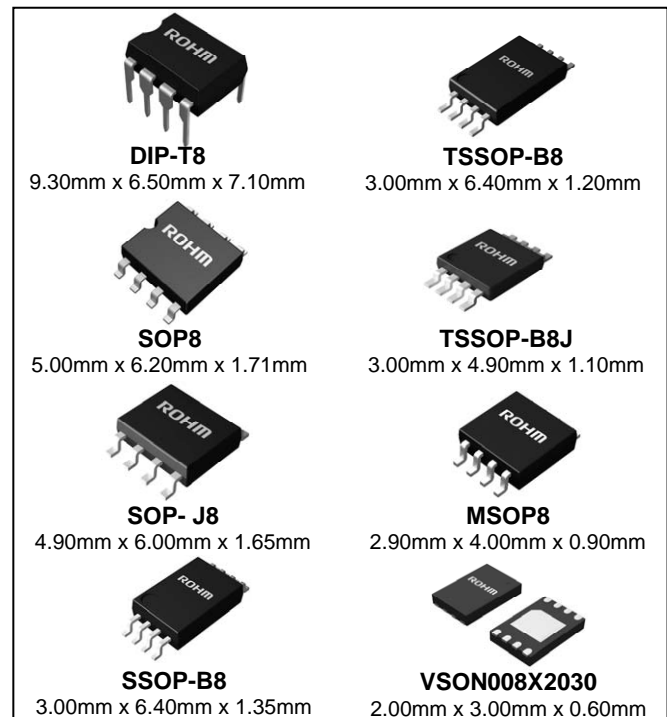 ROHM
DIP-T8
9.30mm x 6.50mm x 7.10mm
ROHM
TSSOP-B8
3.00mm x 6.40mm x 1.20mm
ROHM
SOP8
5.00mm x 6.20mm x 1.71mm
ROHM
TSSOP-B8J
3.00mm x 4.90mm x 1.10mm
ROHM
SOP- J8
4.90mm x 6.00mm x 1.65mm
ROHM
MSOP8
2.90mm x 4.00mm x 0.90mm
ROHM
SSOP-B8
3.00mm x 6.40mm x 1.35mm
ROHM
VSON008X2030
2.00mm x 3.00mm x 0.60mm